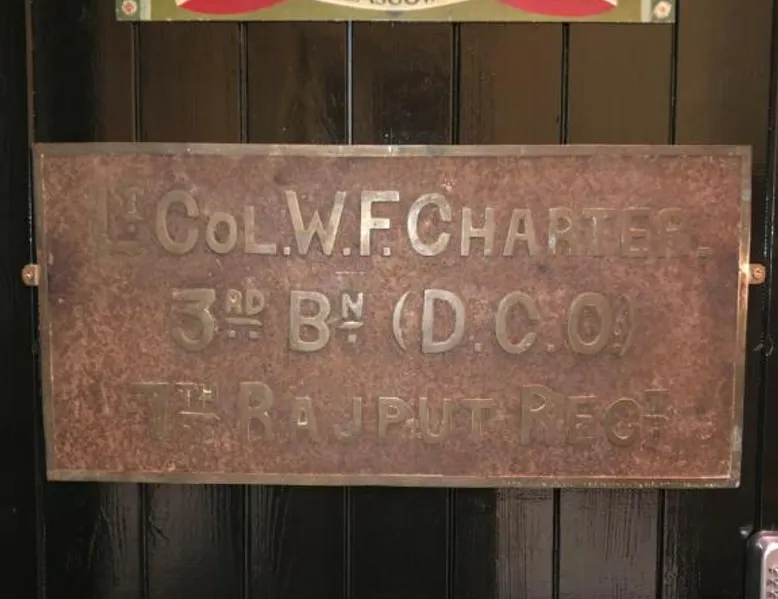 LT COL. W. F. CHARTER.
3RD BN (D.C.O)
7TH RAJPUT REGT